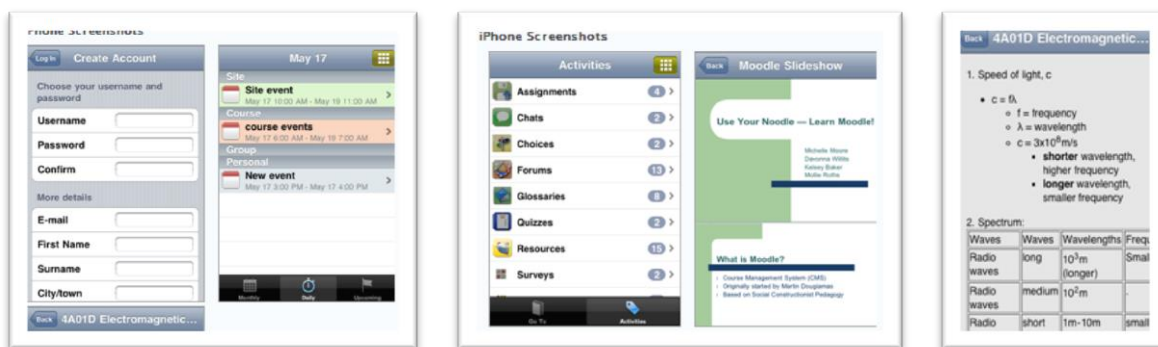 Phone Screenshots
Log In Create Account
Choose your username and
password
Username
Password
Confirm
More details
E-mail
First Name
Surname
City/town
Back 4A01D Electromagnetic...
May 17
Site
Site event
May 17 10:00 AM - May 19 11:00 AM
Course
course events
May 17 6:00 AM - May 19 7:00 AM
Group
Personal
New event
May 17 3:00 PM - May 17 4:00 PM
Monthly Daily Upcoming
iPhone Screenshots
Activities
Assignments 4
Chats 2
Choices 2
Forums 13
Glossaries 8
Quizzes 2
Resources 15
Surveys 2
Go To Activities
Back Moodle Slideshow
Use Your Noodle — Learn Moodle!
Michelle Moore
Kelsey Baker
What is Moodle?
Course Management System (CMS)
Originally started by Martin Dougiamas
Based on Social Constructionist Pedagogy
Back 4A01D Electromagnetic...
1. Speed of light, c
c = fλ
f = frequency
λ = wavelength
c = 3x10⁸m/s
shorter wavelength,
higher frequency
longer wavelength,
smaller frequency
2. Spectrum:
Waves Waves Wavelengths Frequ
Radio waves long 10³m (longer) Smal
Radio waves medium 10²m .
Radio short 1m-10m small